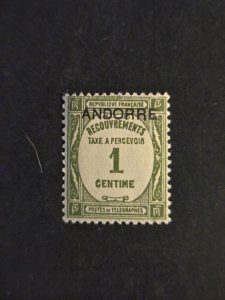 REPUBLIQUE FRANÇAISE
ANDORRE
RECOUVREMENTS
TAXE A PERCEVOIR
1
CENTIME
POSTES ET TELEGRAPHES